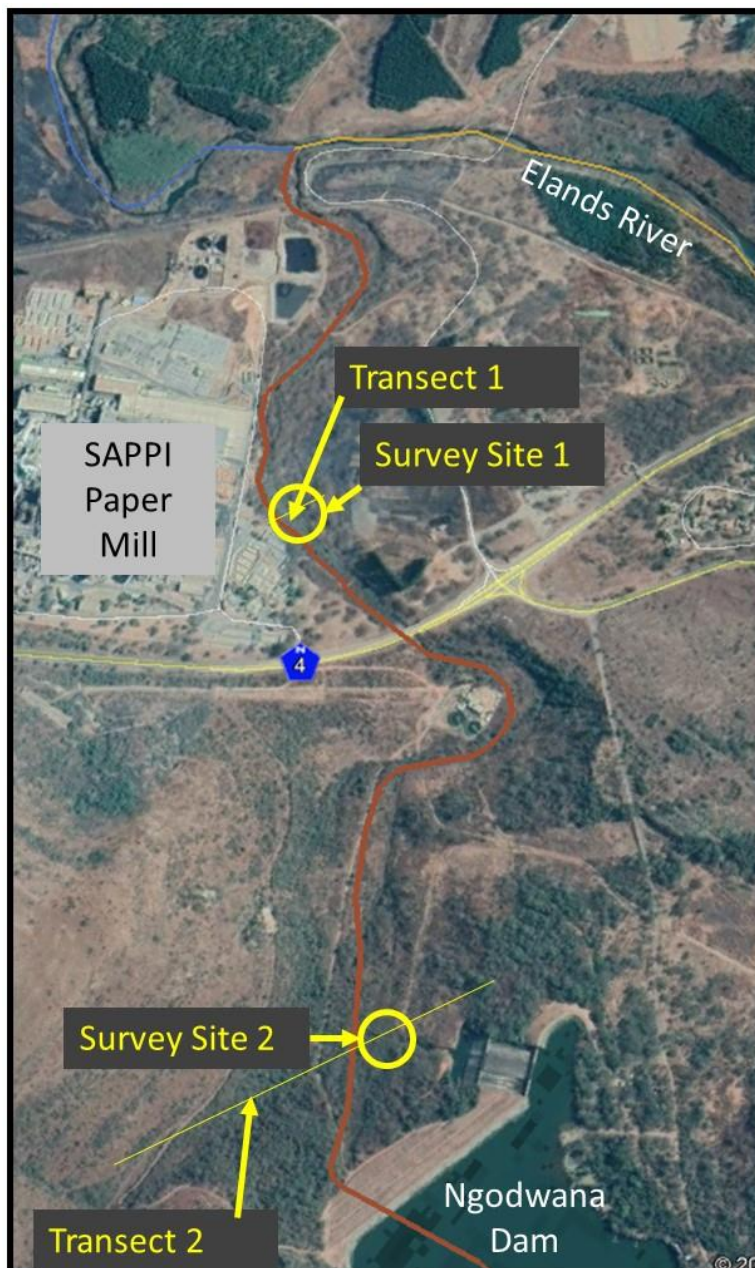 Elands River
Transect 1
Survey Site 1
SAPPI
Paper
Mill
N
4
Survey Site 2
Ngodwana
Dam
Transect 2